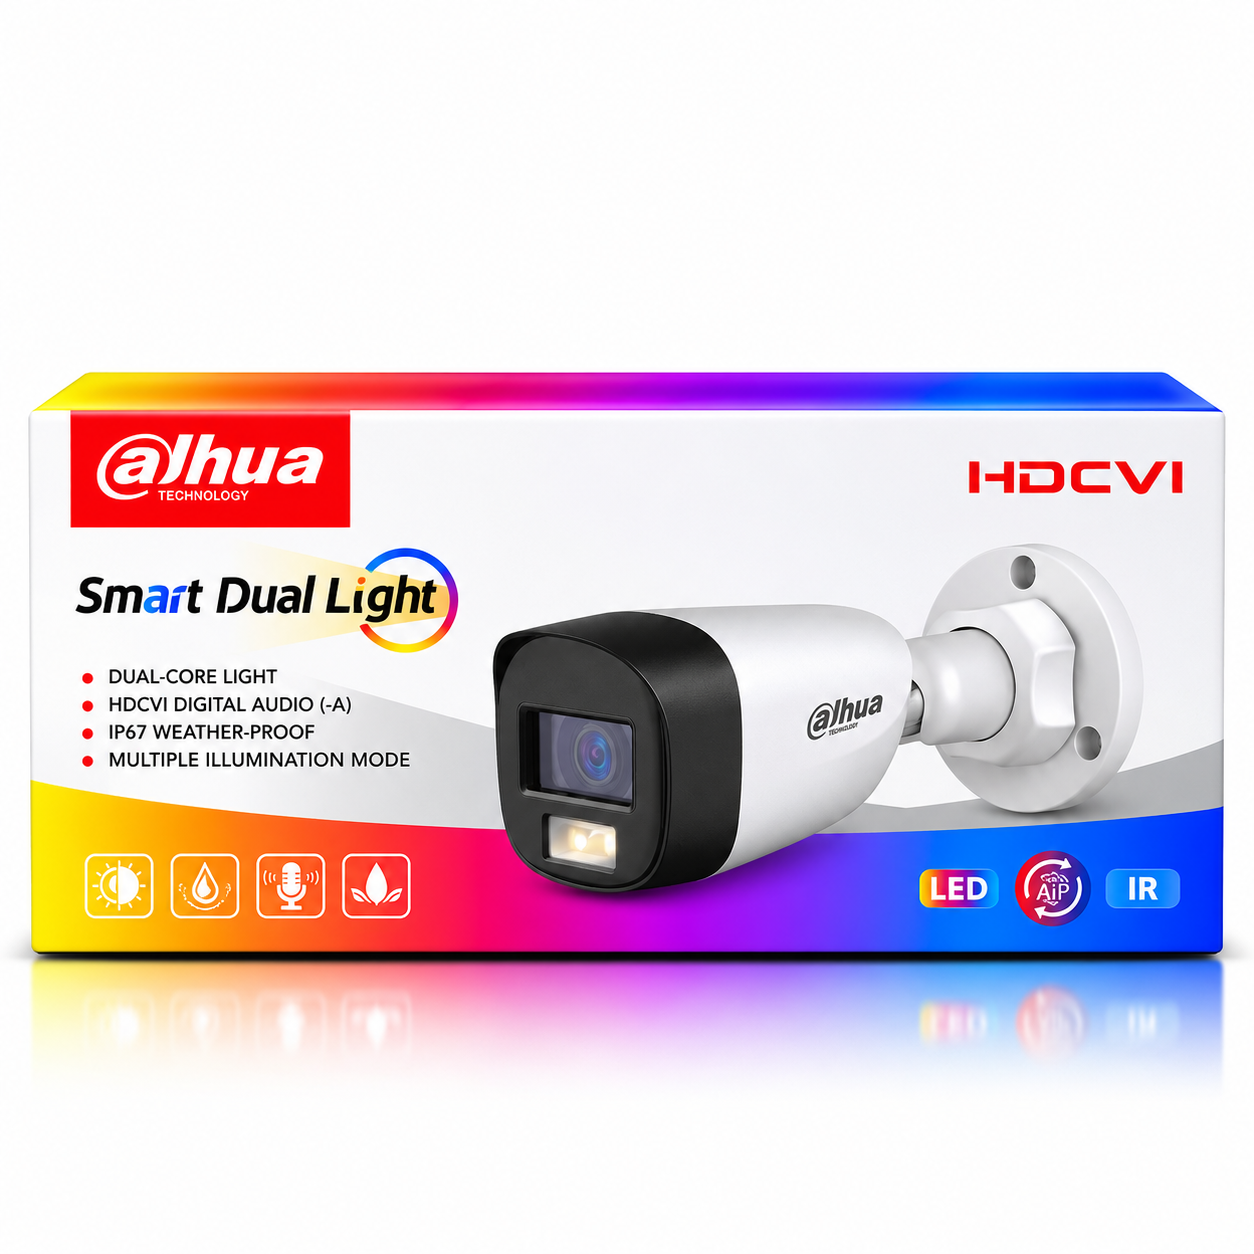 alhua
TECHNOLOGY
HDCVI
Smart Dual Light
DUAL-CORE LIGHT
HDCVI DIGITAL AUDIO (-A)
IP67 WEATHER-PROOF
MULTIPLE ILLUMINATION MODE
alhua
TECHNOLOGY
LED
AiP
IR